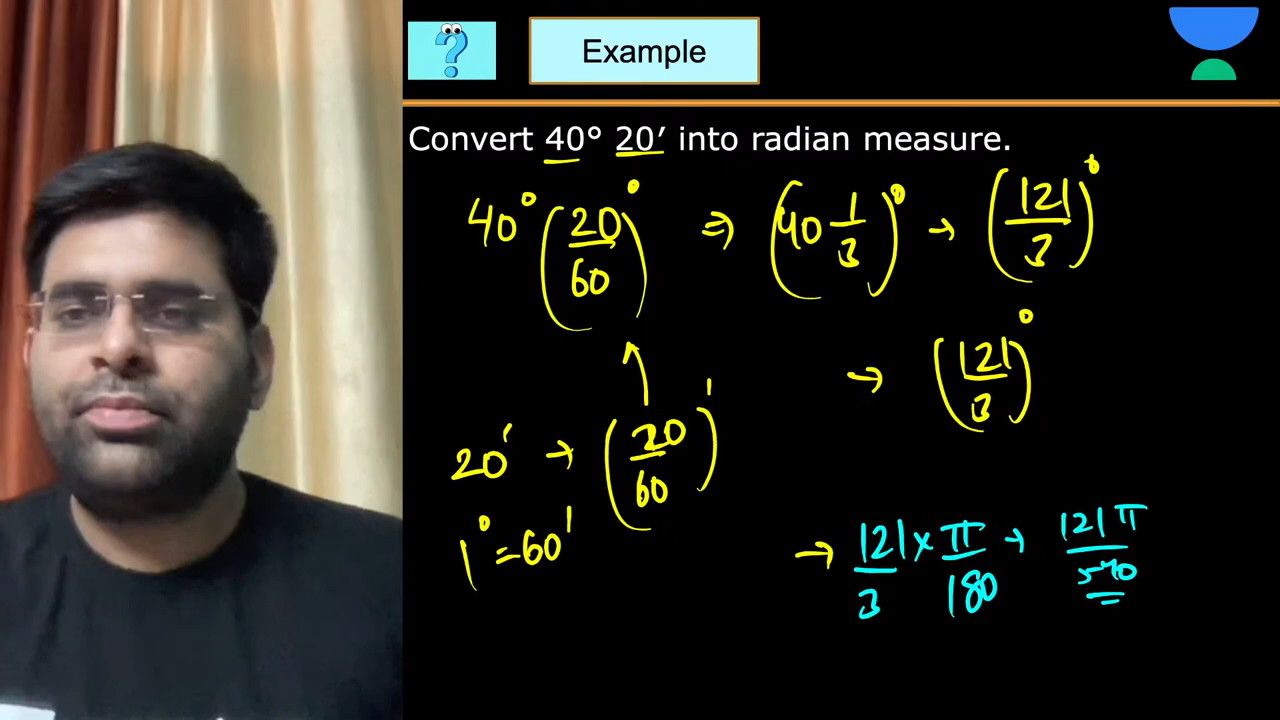 ?
Example
Convert 40° 20′ into radian measure.
40° (20/60)° ⇒ (40 1/3)° → (121/3)°
→ (121/3)°
20' → (20/60)'
1° = 60'
→ 121/3 × π/180 → 121π/540